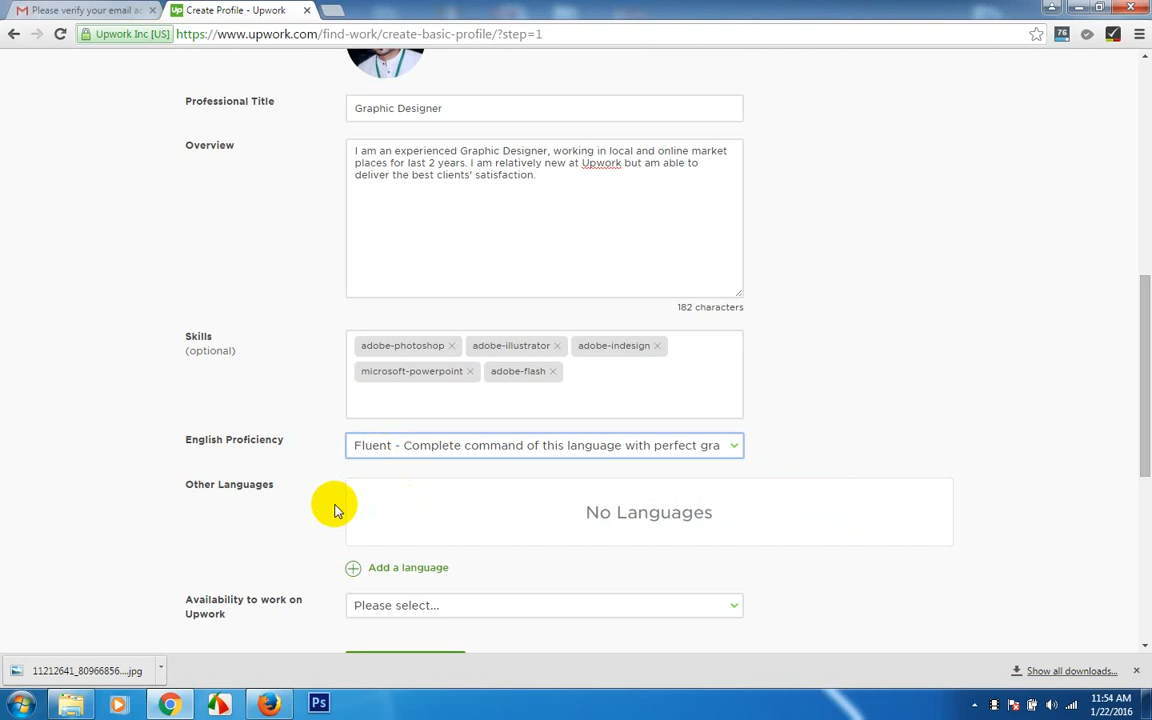 Please verify your email a
Create Profile - Upwork
Upwork Inc [US]
https://www.upwork.com/find-work/create-basic-profile/?step=1
76
Professional Title
Graphic Designer
Overview
I am an experienced Graphic Designer, working in local and online market
places for last 2 years. I am relatively new at Upwork but am able to
deliver the best clients' satisfaction.
182 characters
Skills
(optional)
adobe-photoshop
adobe-illustrator
adobe-indesign
microsoft-powerpoint
adobe-flash
English Proficiency
Fluent - Complete command of this language with perfect gra
Other Languages
No Languages
Add a language
Availability to work on
Upwork
Please select...
11212641_80966856....jpg
Show all downloads...
Ps
11:54 AM
1/22/2016